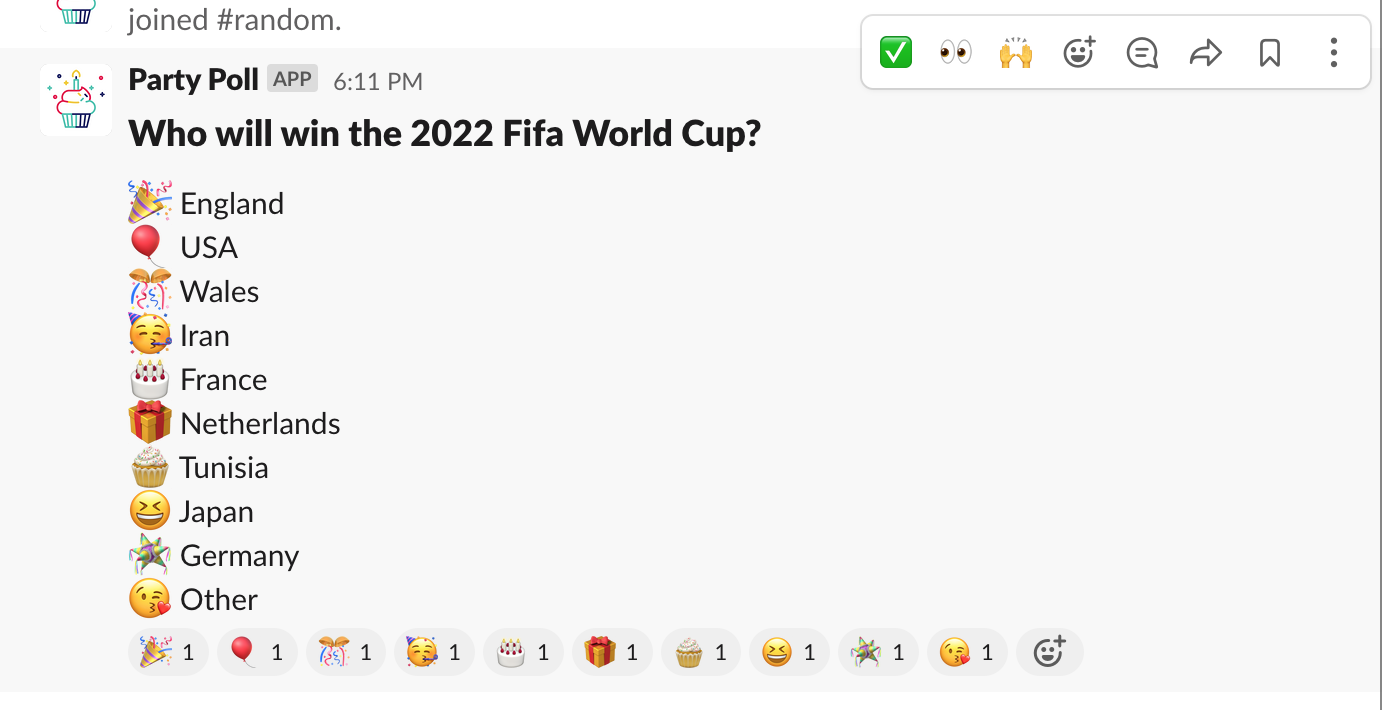 joined #random.
Party Poll APP 6:11 PM
Who will win the 2022 Fifa World Cup?
England
USA
Wales
Iran
France
Netherlands
Tunisia
Japan
Germany
Other
1 1 1 1 1 1 1 1 1 1